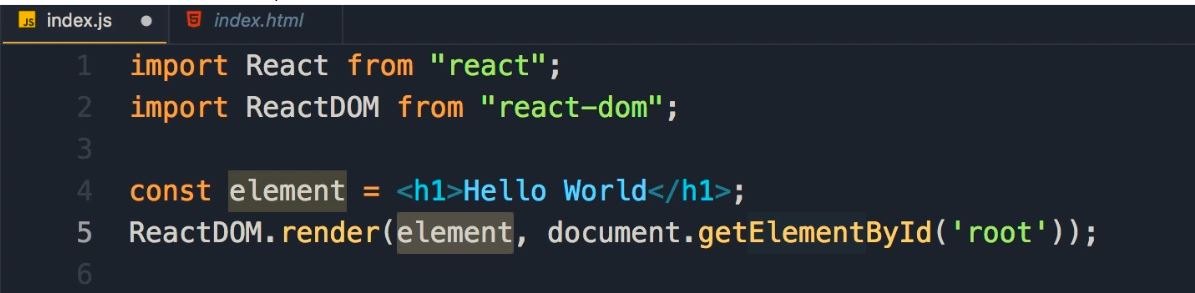 JS index.js ● index.html
1 import React from "react";
2 import ReactDOM from "react-dom";
3
4 const element = <h1>Hello World</h1>;
5 ReactDOM.render(element, document.getElementById('root'));
6